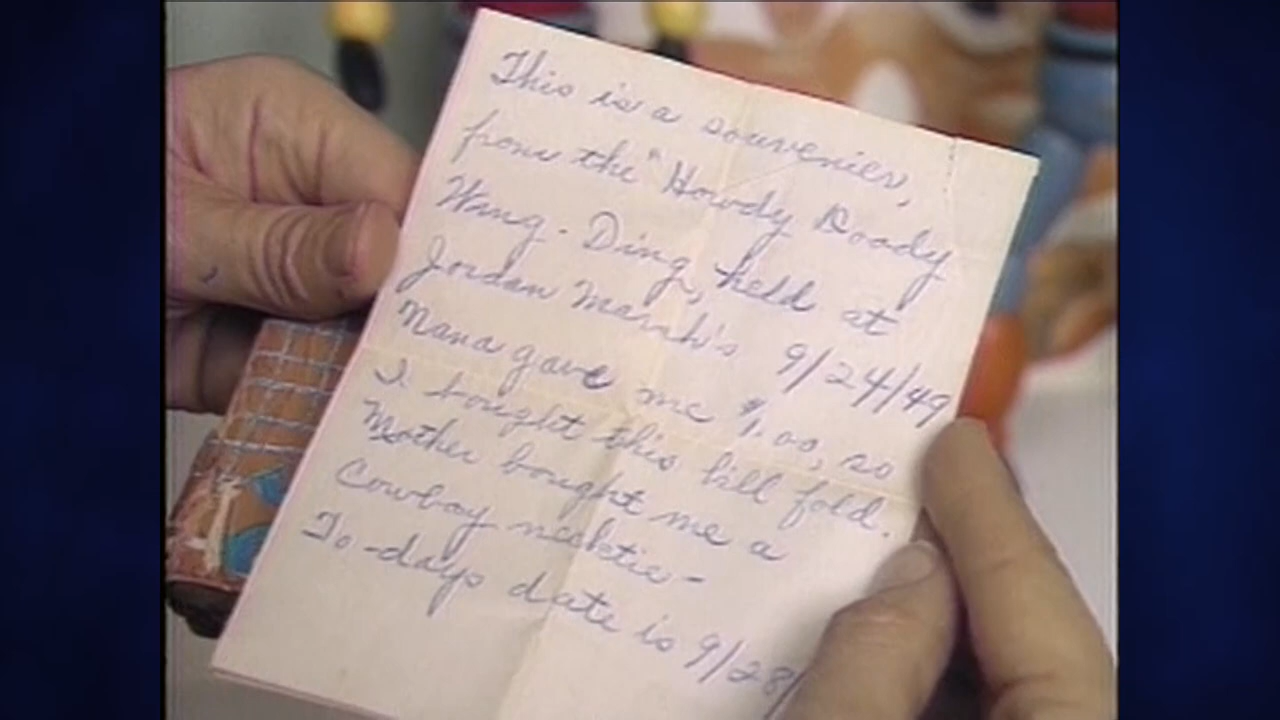 This is a souvenier,
from the "Howdy Doody
Wing-Ding, held at
Jordan Marsh's 9/24/49
Nana gave me $1.00, so
I bought this bill fold.
Mother bought me a
Cowboy necktie-
To-days date is 9/28/